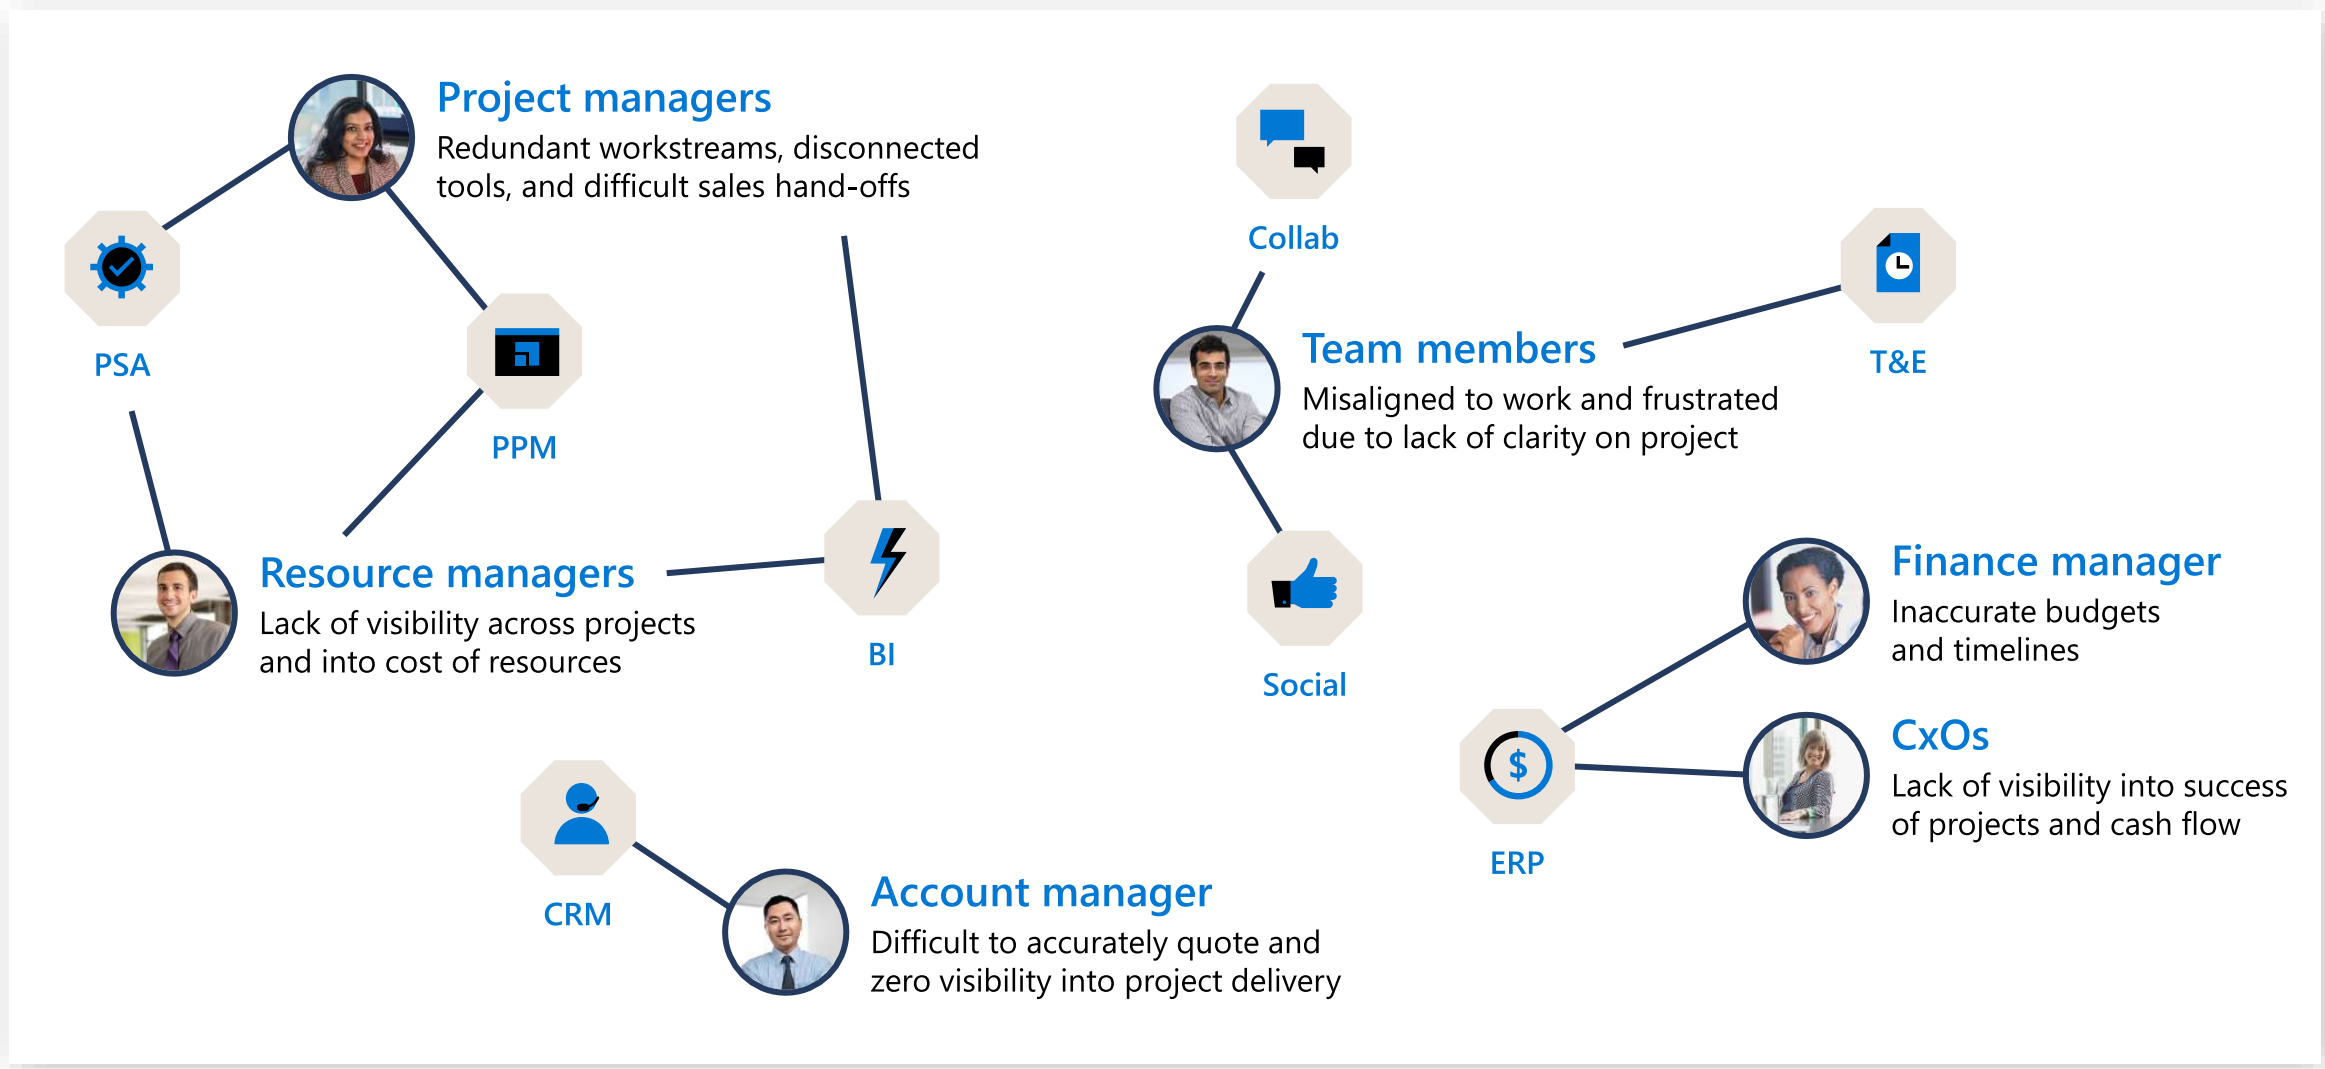 Project managers
Redundant workstreams, disconnected
tools, and difficult sales hand-offs
PSA
PPM
Resource managers
Lack of visibility across projects
and into cost of resources
BI
CRM
Account manager
Difficult to accurately quote and
zero visibility into project delivery
Collab
Team members
Misaligned to work and frustrated
due to lack of clarity on project
T&E
Social
Finance manager
Inaccurate budgets
and timelines
$
ERP
CxOs
Lack of visibility into success
of projects and cash flow